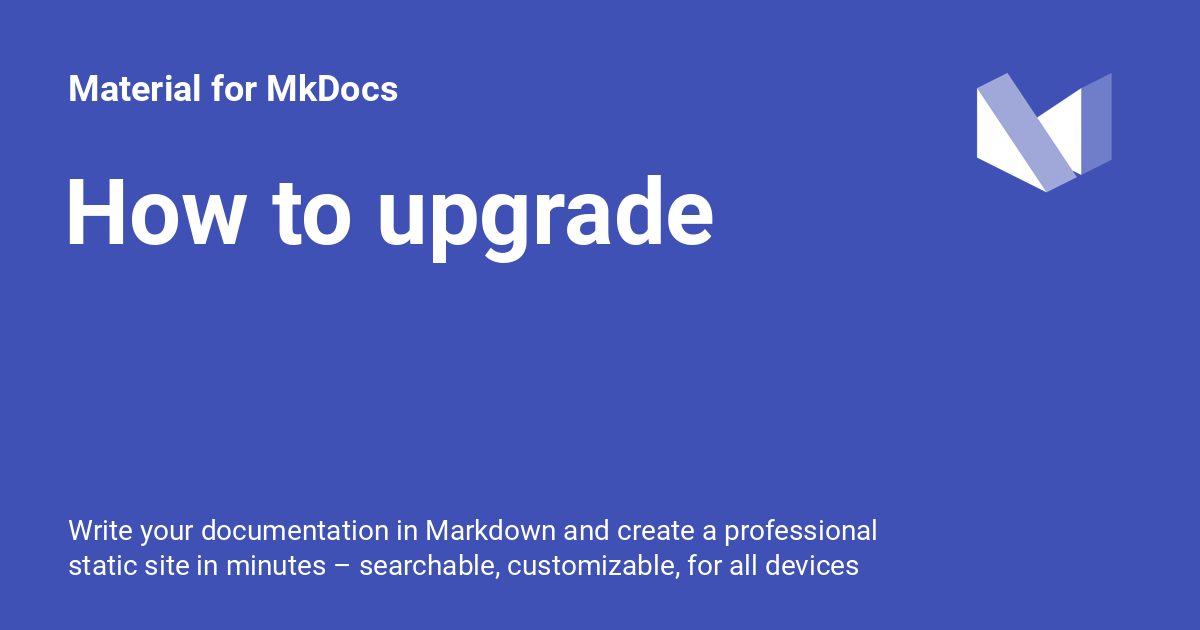 Material for MkDocs
How to upgrade
Write your documentation in Markdown and create a professional
static site in minutes – searchable, customizable, for all devices